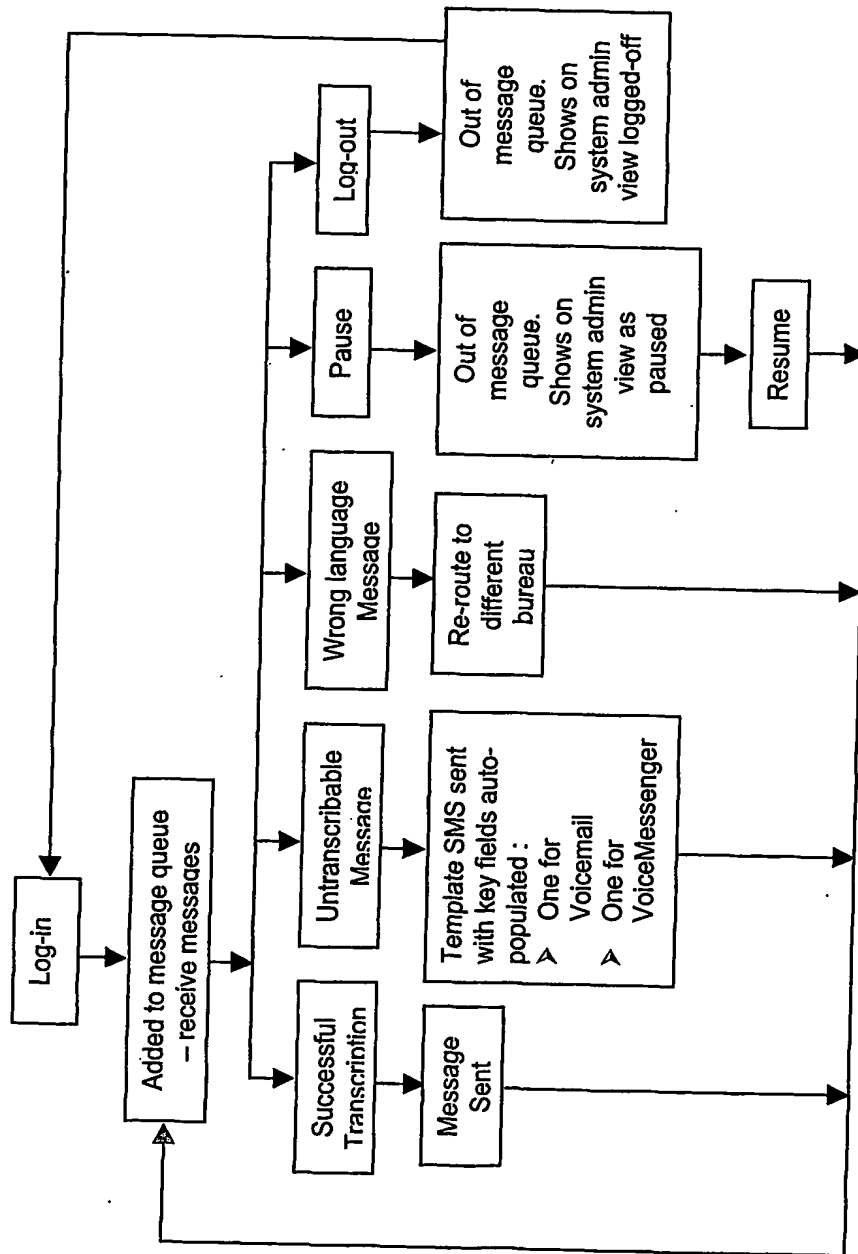 Log-in
Added to message queue
– receive messages
Successful
Transcription
Message
Sent
Untranscribable
Message
Template SMS sent
with key fields auto-
populated :
➢ One for
Voicemail
➢ One for
VoiceMessenger
Wrong language
Message
Re-route to
different
bureau
Pause
Out of
message
queue.
Shows on
system admin
view as
paused
Resume
Log-out
Out of
message
queue.
Shows on
system admin
view logged-off